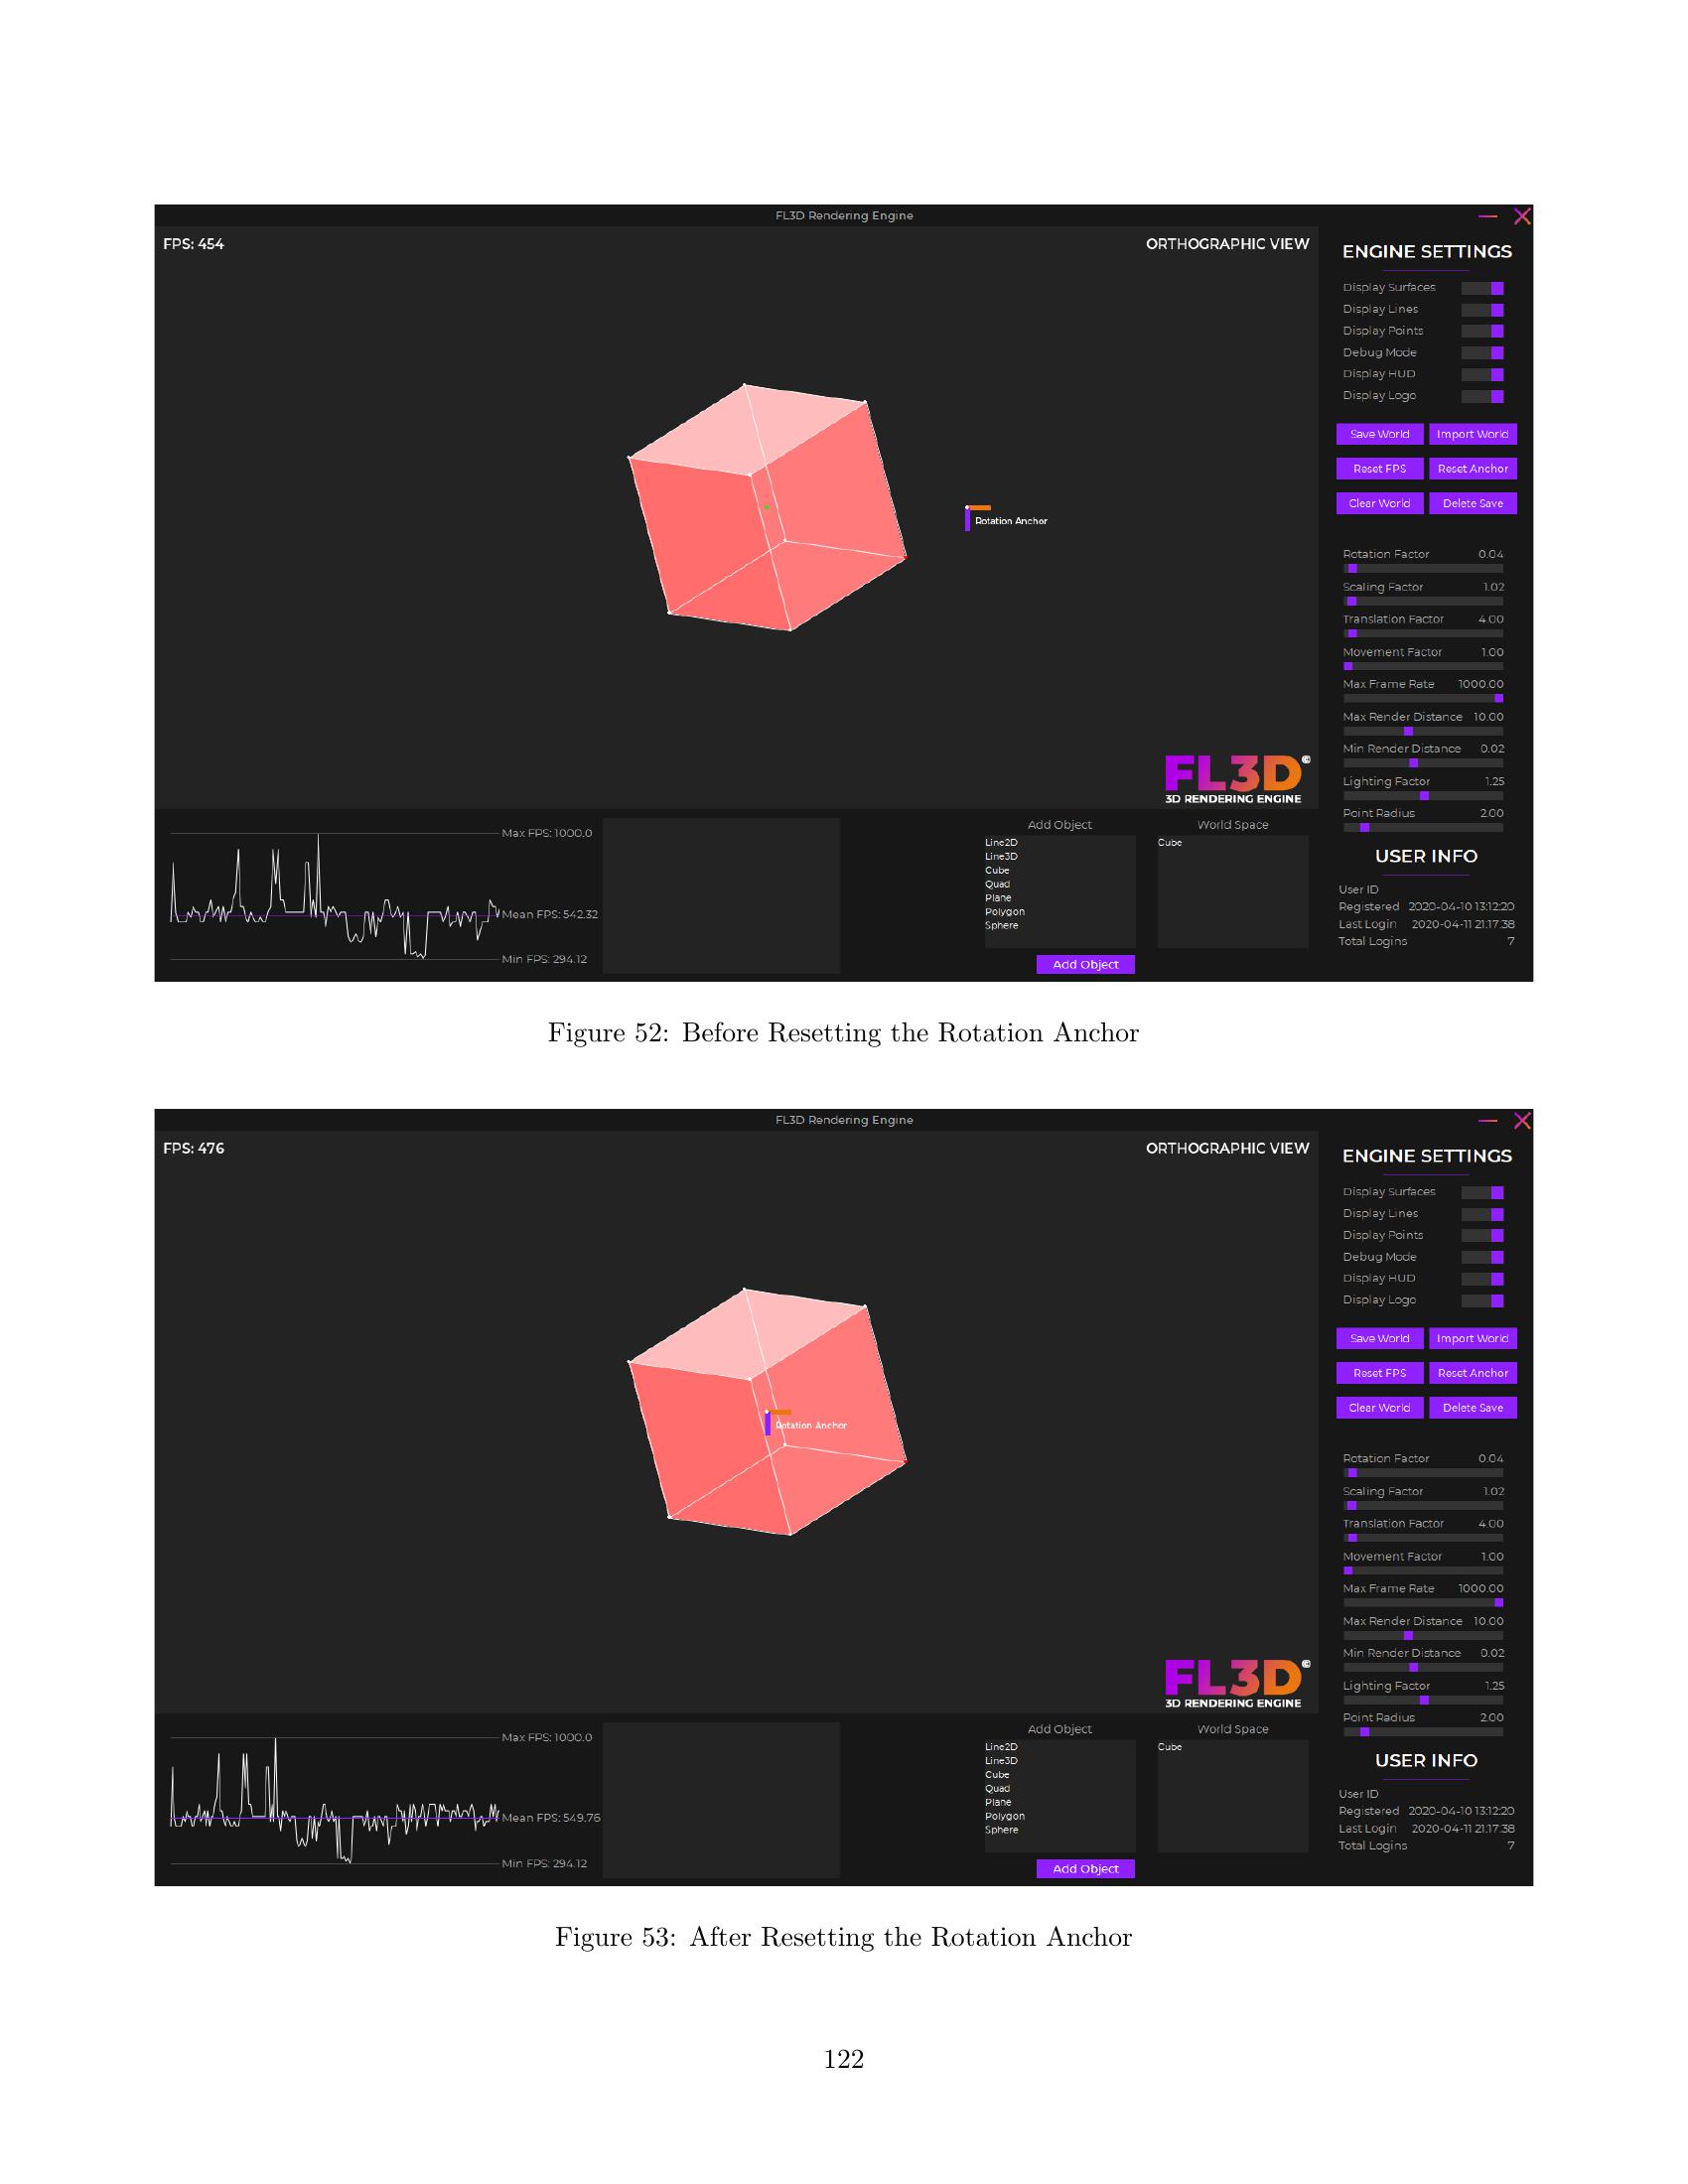 FL3D Rendering Engine
FPS: 454
ORTHOGRAPHIC VIEW
Rotation Anchor
FL3D©
3D RENDERING ENGINE
ENGINE SETTINGS
Display Surfaces
Display Lines
Display Points
Debug Mode
Display HUD
Display Logo
Save World Import World
Reset FPS Reset Anchor
Clear World Delete Save
Rotation Factor 0.04
Scaling Factor 1.02
Translation Factor 4.00
Movement Factor 1.00
Max Frame Rate 1000.00
Max Render Distance 10.00
Min Render Distance 0.02
Lighting Factor 1.25
Point Radius 2.00
USER INFO
User ID
Registered 2020-04-10 13:12:20
Last Login 2020-04-11 21:17:38
Total Logins 7
Max FPS: 1000.0
Mean FPS: 542.32
Min FPS: 294.12
Add Object
Line2D
Line3D
Cube
Quad
Plane
Polygon
Sphere
Add Object
World Space
Cube
Figure 52: Before Resetting the Rotation Anchor
FL3D Rendering Engine
FPS: 476
ORTHOGRAPHIC VIEW
Rotation Anchor
FL3D©
3D RENDERING ENGINE
ENGINE SETTINGS
Display Surfaces
Display Lines
Display Points
Debug Mode
Display HUD
Display Logo
Save World Import World
Reset FPS Reset Anchor
Clear World Delete Save
Rotation Factor 0.04
Scaling Factor 1.02
Translation Factor 4.00
Movement Factor 1.00
Max Frame Rate 1000.00
Max Render Distance 10.00
Min Render Distance 0.02
Lighting Factor 1.25
Point Radius 2.00
USER INFO
User ID
Registered 2020-04-10 13:12:20
Last Login 2020-04-11 21:17:38
Total Logins 7
Max FPS: 1000.0
Mean FPS: 549.76
Min FPS: 294.12
Add Object
Line2D
Line3D
Cube
Quad
Plane
Polygon
Sphere
Add Object
World Space
Cube
Figure 53: After Resetting the Rotation Anchor
122